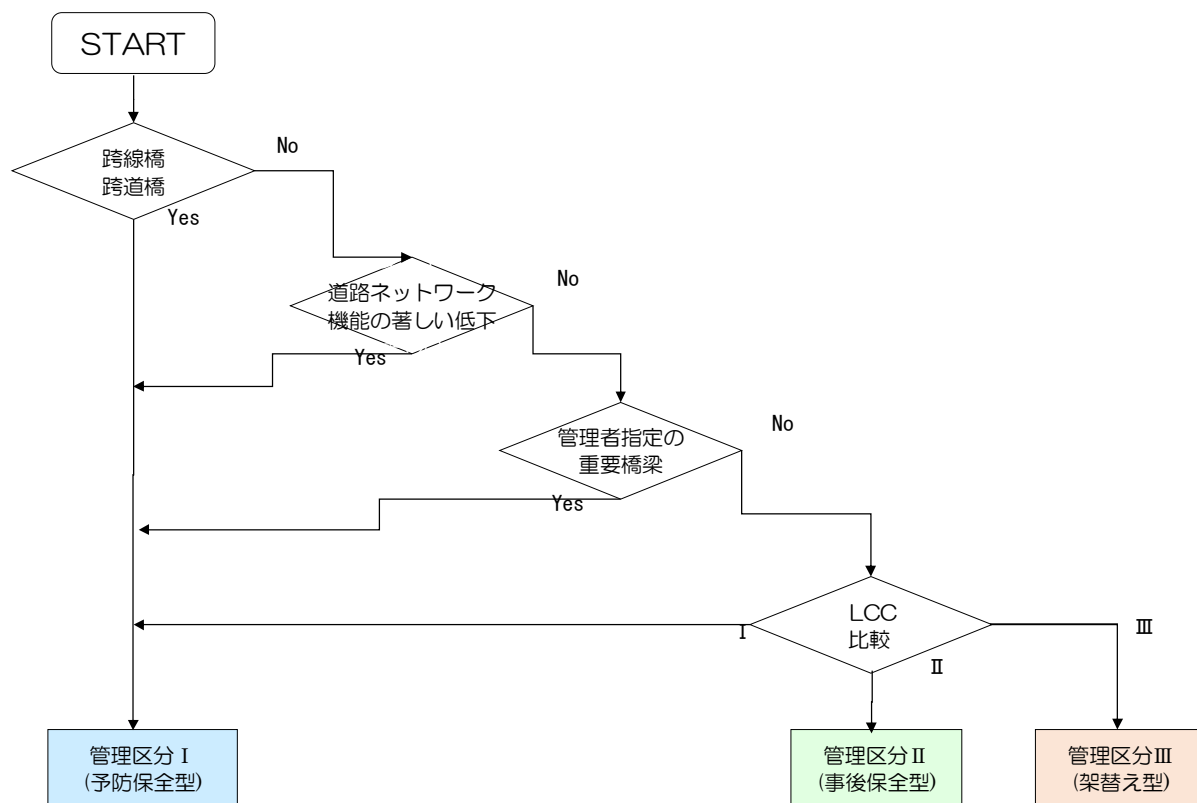 START
跨線橋
跨道橋
No
Yes
道路ネットワーク
機能の著しい低下
No
Yes
管理者指定の
重要橋梁
No
Yes
LCC
比較
Ⅰ
Ⅱ
Ⅲ
管理区分Ⅰ
(予防保全型)
管理区分Ⅱ
(事後保全型)
管理区分Ⅲ
(架替え型)